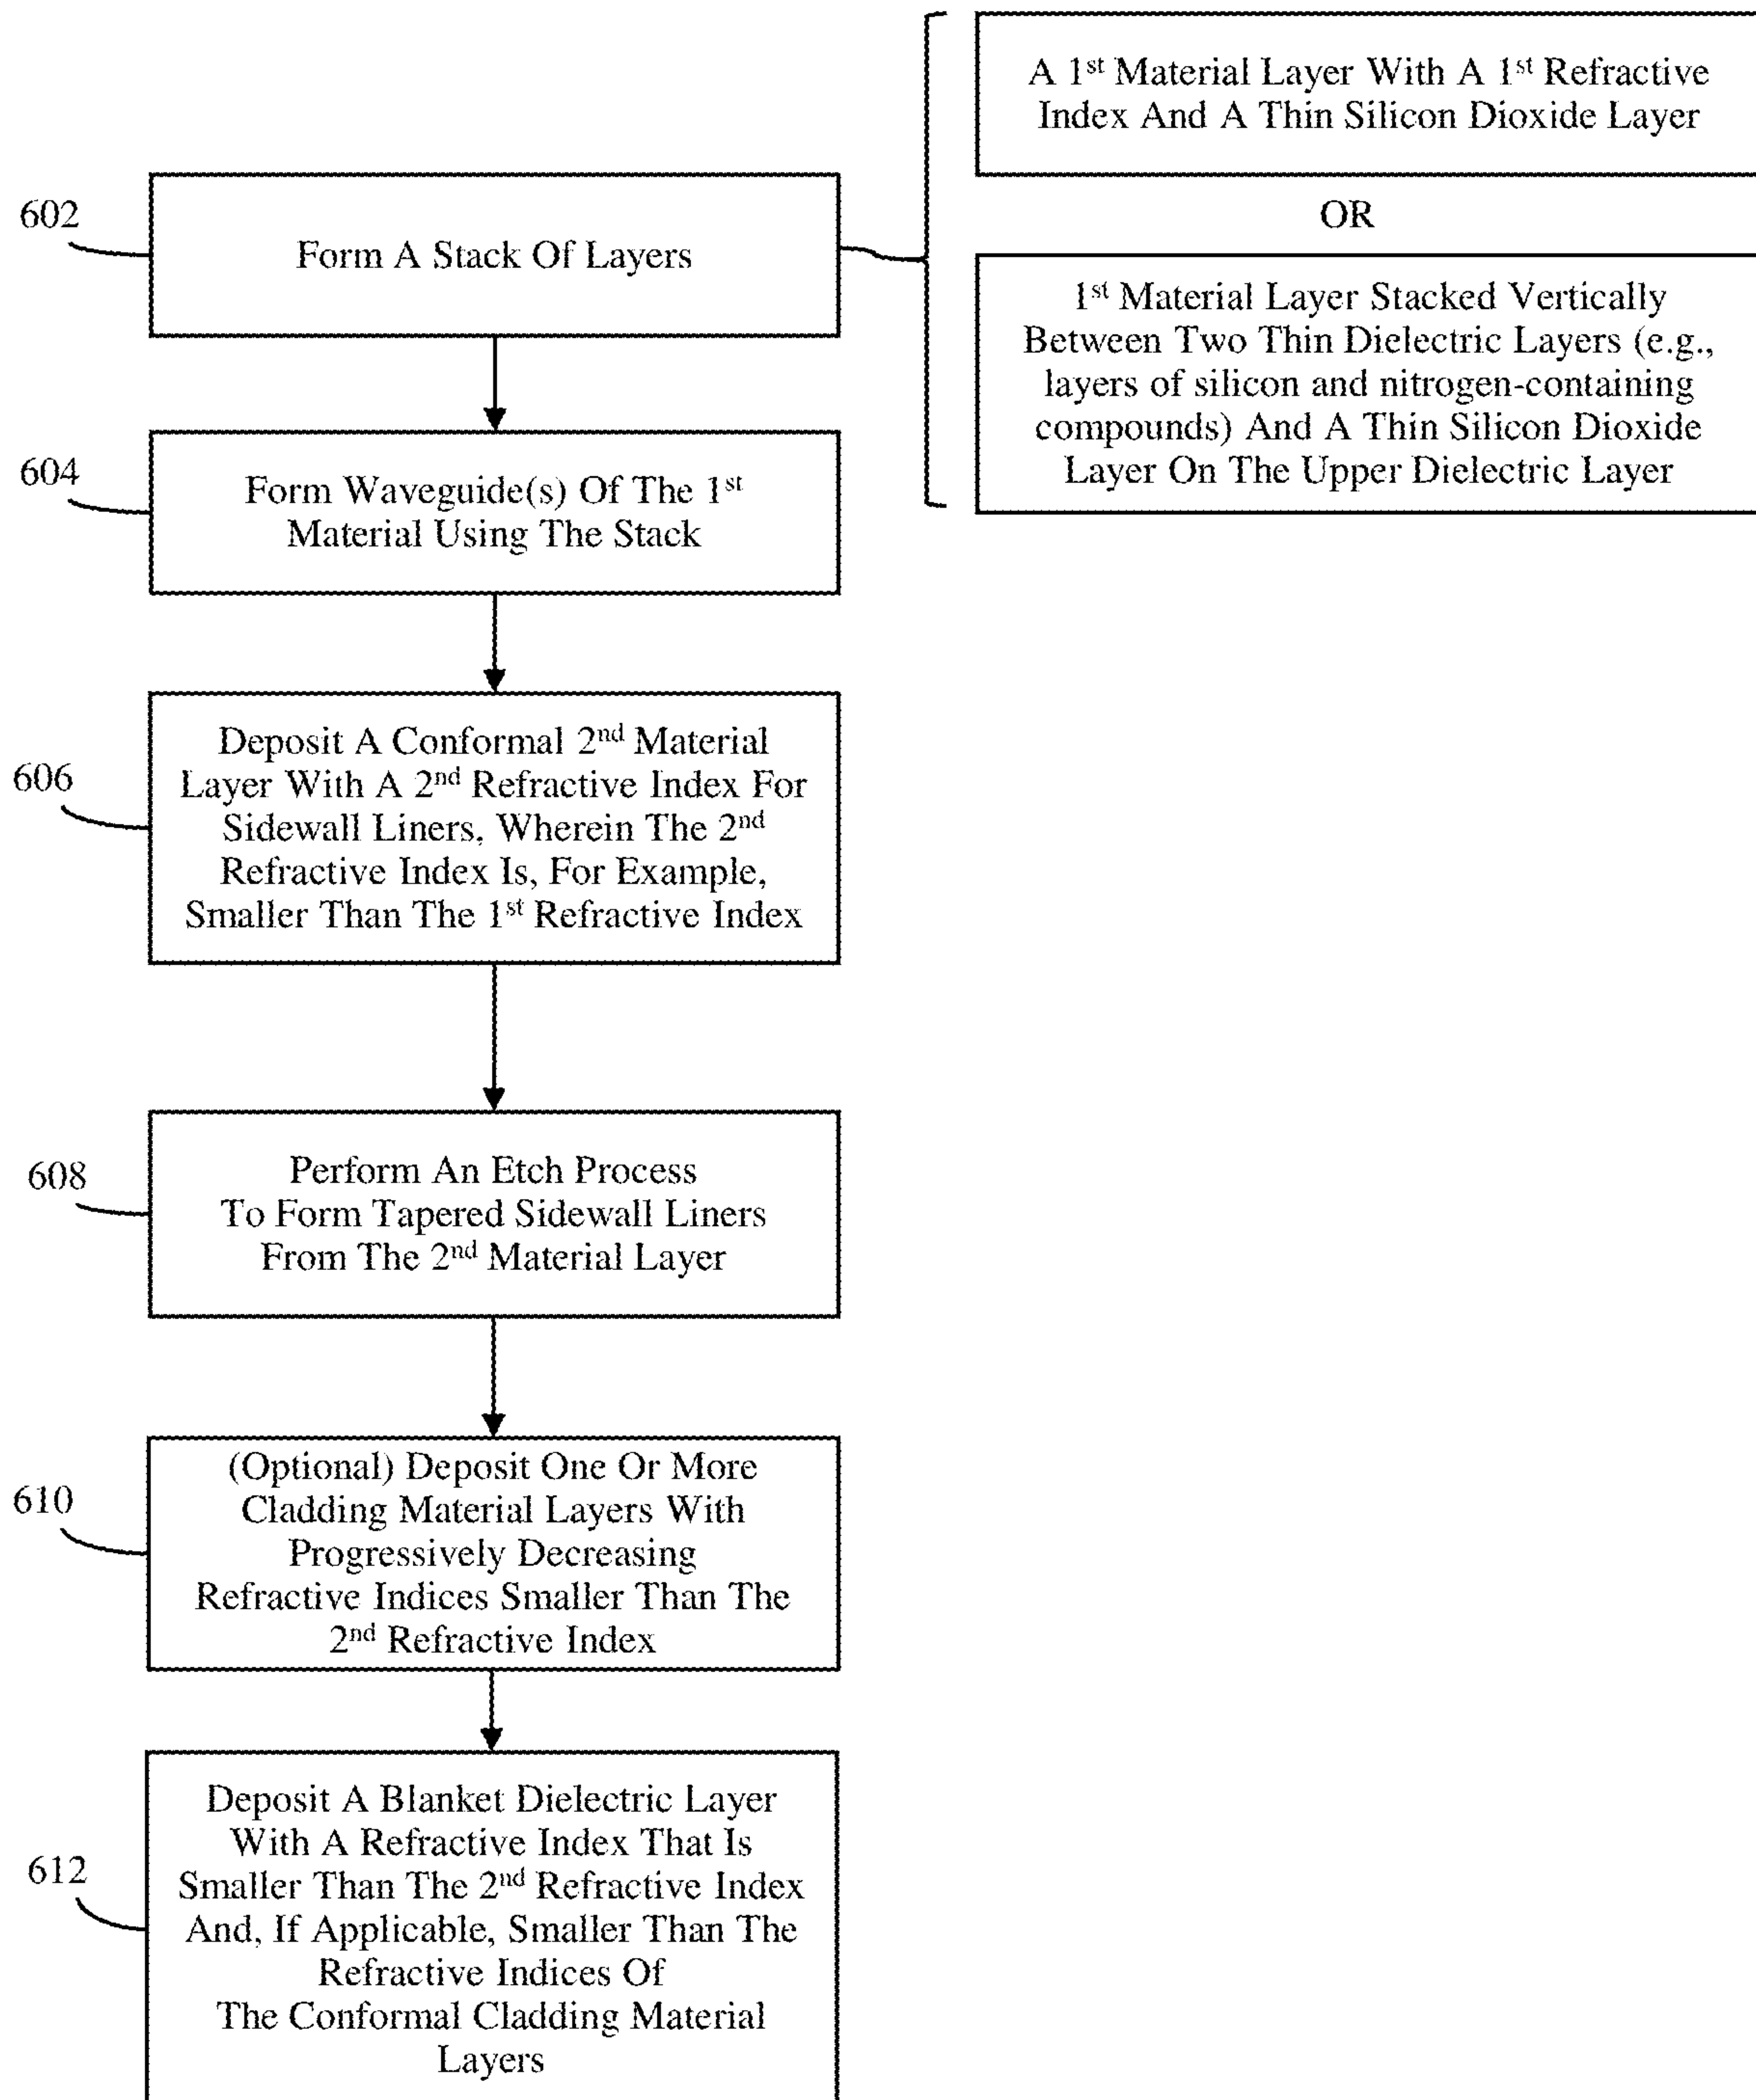 A 1st Material Layer With A 1st Refractive
Index And A Thin Silicon Dioxide Layer
602
Form A Stack Of Layers
OR
1st Material Layer Stacked Vertically
Between Two Thin Dielectric Layers (e.g.,
layers of silicon and nitrogen-containing
compounds) And A Thin Silicon Dioxide
Layer On The Upper Dielectric Layer
604
Form Waveguide(s) Of The 1st
Material Using The Stack
606
Deposit A Conformal 2nd Material
Layer With A 2nd Refractive Index For
Sidewall Liners, Wherein The 2nd
Refractive Index Is, For Example,
Smaller Than The 1st Refractive Index
608
Perform An Etch Process
To Form Tapered Sidewall Liners
From The 2nd Material Layer
610
(Optional) Deposit One Or More
Cladding Material Layers With
Progressively Decreasing
Refractive Indices Smaller Than The
2nd Refractive Index
612
Deposit A Blanket Dielectric Layer
With A Refractive Index That Is
Smaller Than The 2nd Refractive Index
And, If Applicable, Smaller Than The
Refractive Indices Of
The Conformal Cladding Material
Layers